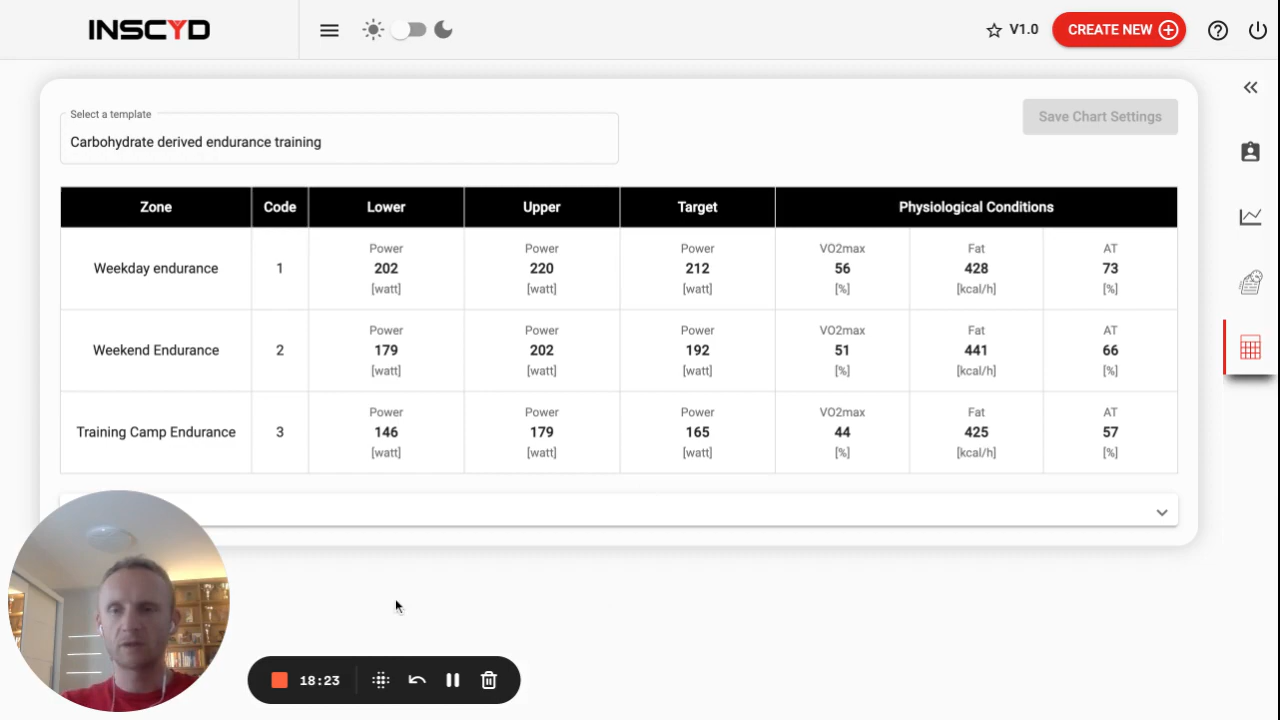 INSCYD
V1.0
CREATE NEW
Select a template
Carbohydrate derived endurance training
Save Chart Settings
Zone Code Lower Upper Target Physiological Conditions
Power Power Power VO2max Fat AT
Weekday endurance 1 202 220 212 56 428 73
[watt] [watt] [watt] [%] [kcal/h] [%]
Power Power Power VO2max Fat AT
Weekend Endurance 2 179 202 192 51 441 66
[watt] [watt] [watt] [%] [kcal/h] [%]
Power Power Power VO2max Fat AT
Training Camp Endurance 3 146 179 165 44 425 57
[watt] [watt] [watt] [%] [kcal/h] [%]
18:23